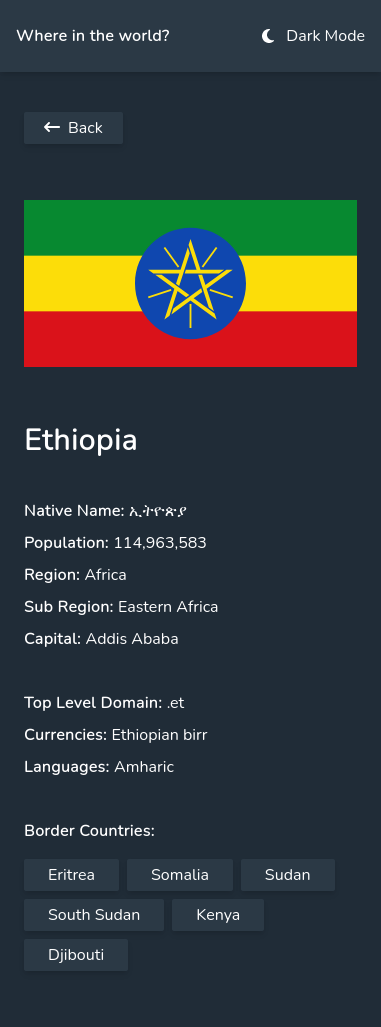 Where in the world?
Dark Mode
Back
Ethiopia
Native Name: ኢትዮጵያ
Population: 114,963,583
Region: Africa
Sub Region: Eastern Africa
Capital: Addis Ababa
Top Level Domain: .et
Currencies: Ethiopian birr
Languages: Amharic
Border Countries:
Eritrea Somalia Sudan
South Sudan Kenya
Djibouti